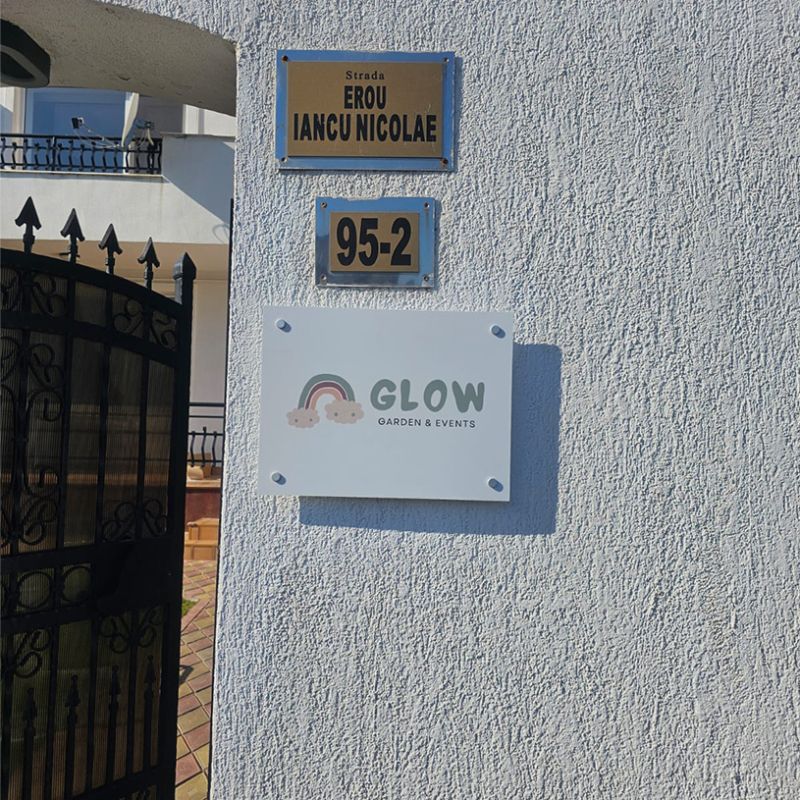 Strada
EROU
IANCU NICOLAE
95-2
GLOW
GARDEN & EVENTS